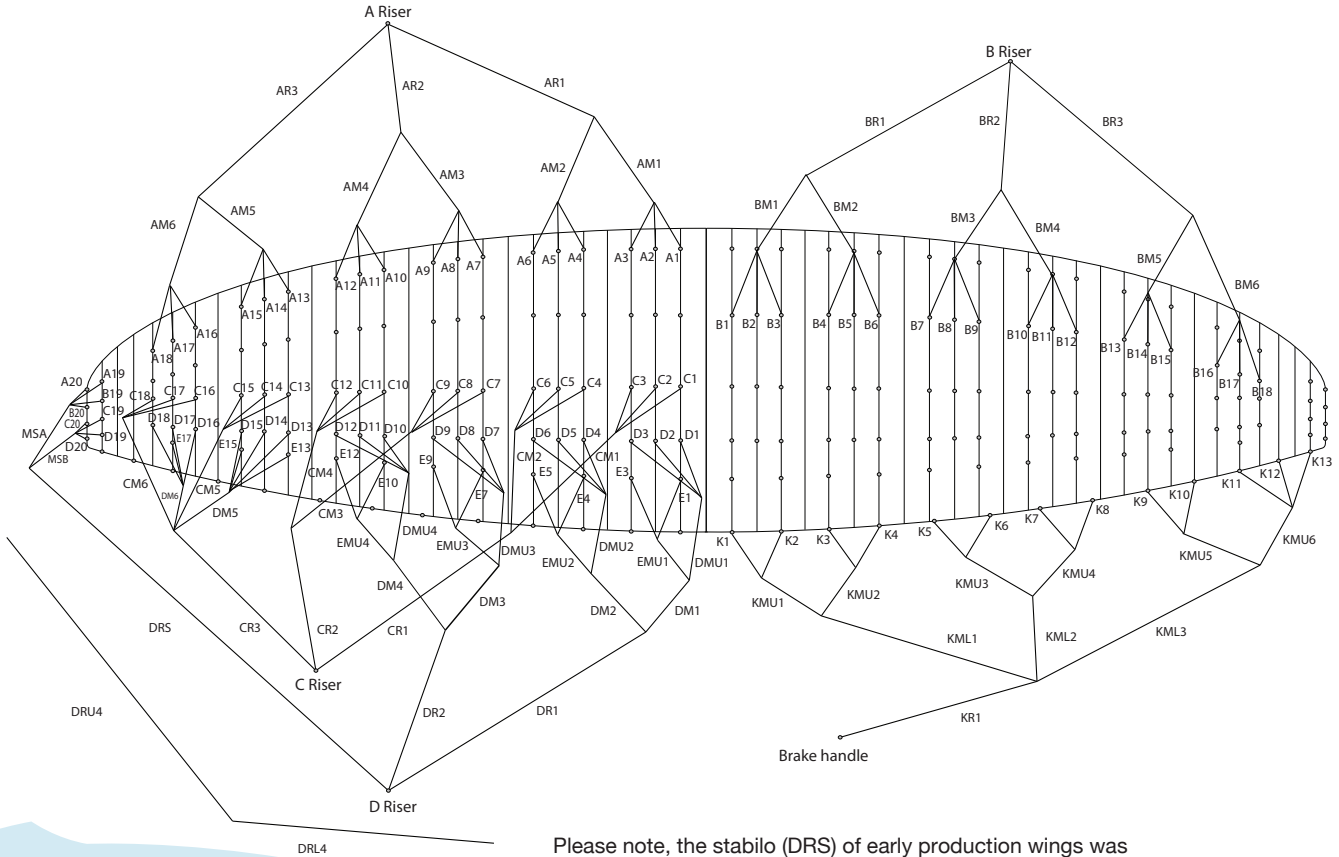 A Riser
B Riser
AR3
AR2
AR1
BR1
BR2
BR3
AM6
AM5
AM4
AM3
AM2
AM1
BM1
BM2
BM3
BM4
BM5
BM6
A20
A19
A18
A17
A16
A15
A14
A13
A12
A11
A10
A9
A8
A7
A6
A5
A4
A3
A2
A1
B1
B2
B3
B4
B5
B6
B7
B8
B9
B10
B11
B12
B13
B14
B15
B16
B17
B18
B19
B20
C20
C19
C18
C17
C16
C15
C14
C13
C12
C11
C10
C9
C8
C7
C6
C5
C4
C3
C2
C1
D20
D19
D18
D17
D16
D15
D14
D13
D12
D11
D10
D9
D8
D7
D6
D5
D4
D3
D2
D1
E17
E15
E13
E12
E10
E9
E7
E5
E4
E3
E1
MSA
MSB
CM6
DM6
CM5
DM5
CM4
CM3
CM2
CM1
DMU4
EMU4
EMU3
DMU3
EMU2
DMU2
EMU1
DMU1
DM4
DM3
DM2
DM1
K1
K2
K3
K4
K5
K6
K7
K8
K9
K10
K11
K12
K13
KMU1
KMU2
KMU3
KMU4
KMU5
KMU6
KML1
KML2
KML3
KR1
Brake handle
DRS
CR3
CR2
CR1
C Riser
DRU4
DR2
DR1
D Riser
DRL4
Please note, the stabilo (DRS) of early production wings was